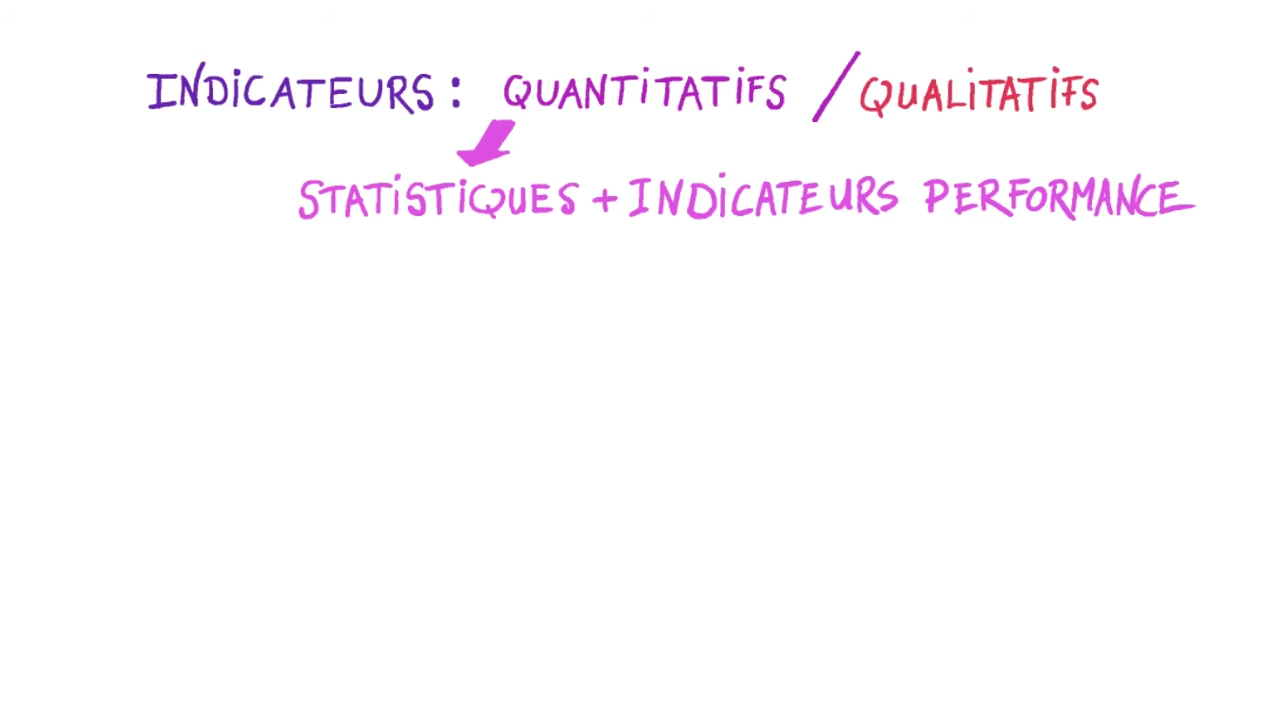 INDICATEURS : QUANTITATIFS / QUALITATIFS
STATISTIQUES + INDICATEURS PERFORMANCE